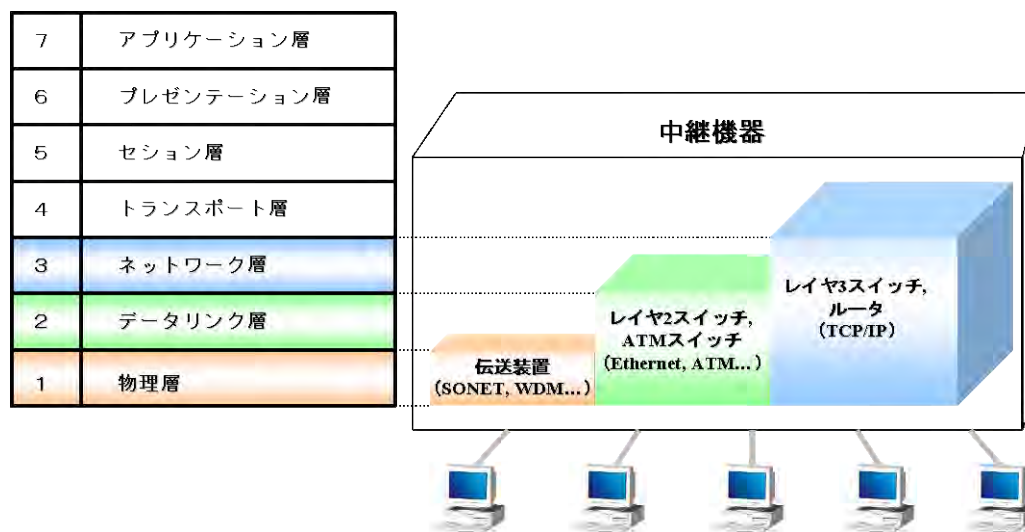 7 アプリケーション層
6 プレゼンテーション層
5 セション層
4 トランスポート層
3 ネットワーク層
2 データリンク層
1 物理層
中継機器
伝送装置
(SONET, WDM...)
レイヤ2スイッチ,
ATMスイッチ
(Ethernet, ATM...)
レイヤ3スイッチ,
ルータ
(TCP/IP)